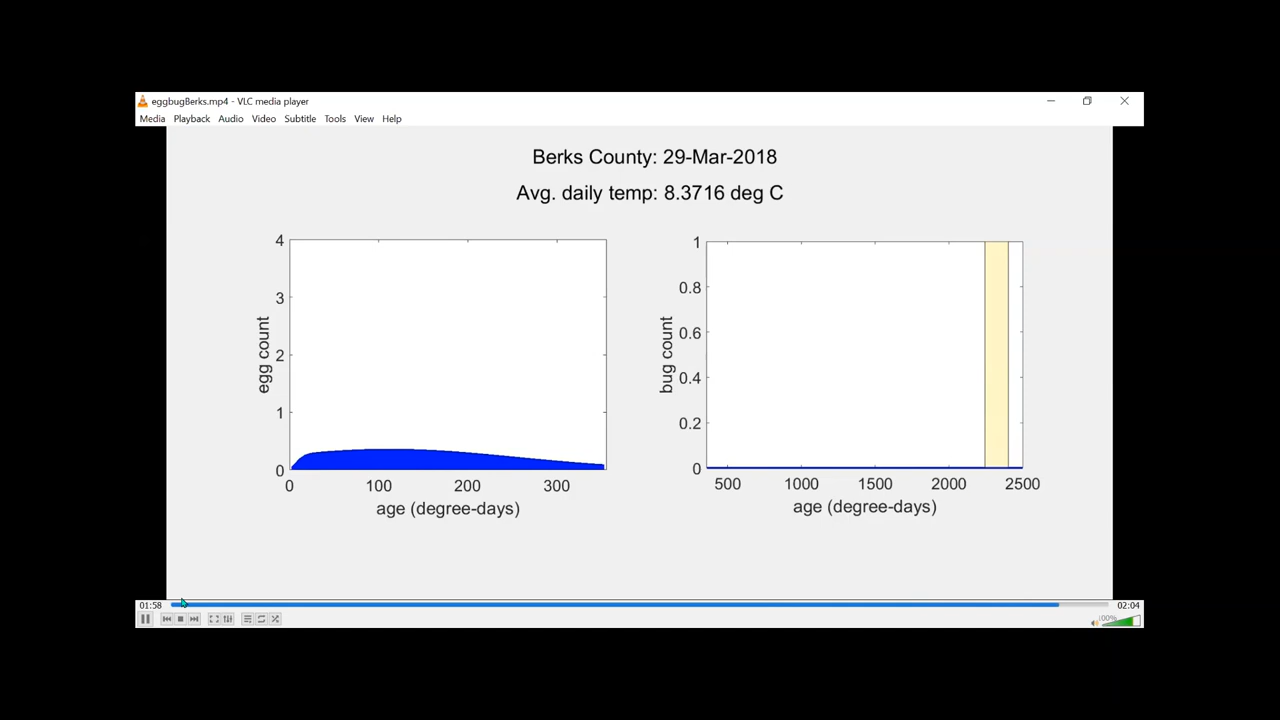 eggbugBerks.mp4 - VLC media player
Media Playback Audio Video Subtitle Tools View Help
Berks County: 29-Mar-2018
Avg. daily temp: 8.3716 deg C
4
3
2
1
0
egg count
0 100 200 300
age (degree-days)
1
0.8
0.6
0.4
0.2
0
bug count
500 1000 1500 2000 2500
age (degree-days)
01:58
02:04
100%